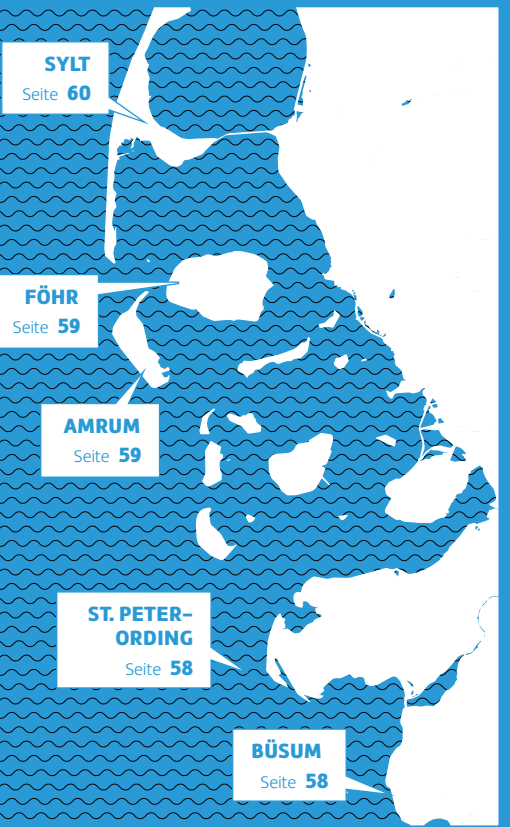 SYLT
Seite 60
FÖHR
Seite 59
AMRUM
Seite 59
ST. PETER–
ORDING
Seite 58
BÜSUM
Seite 58